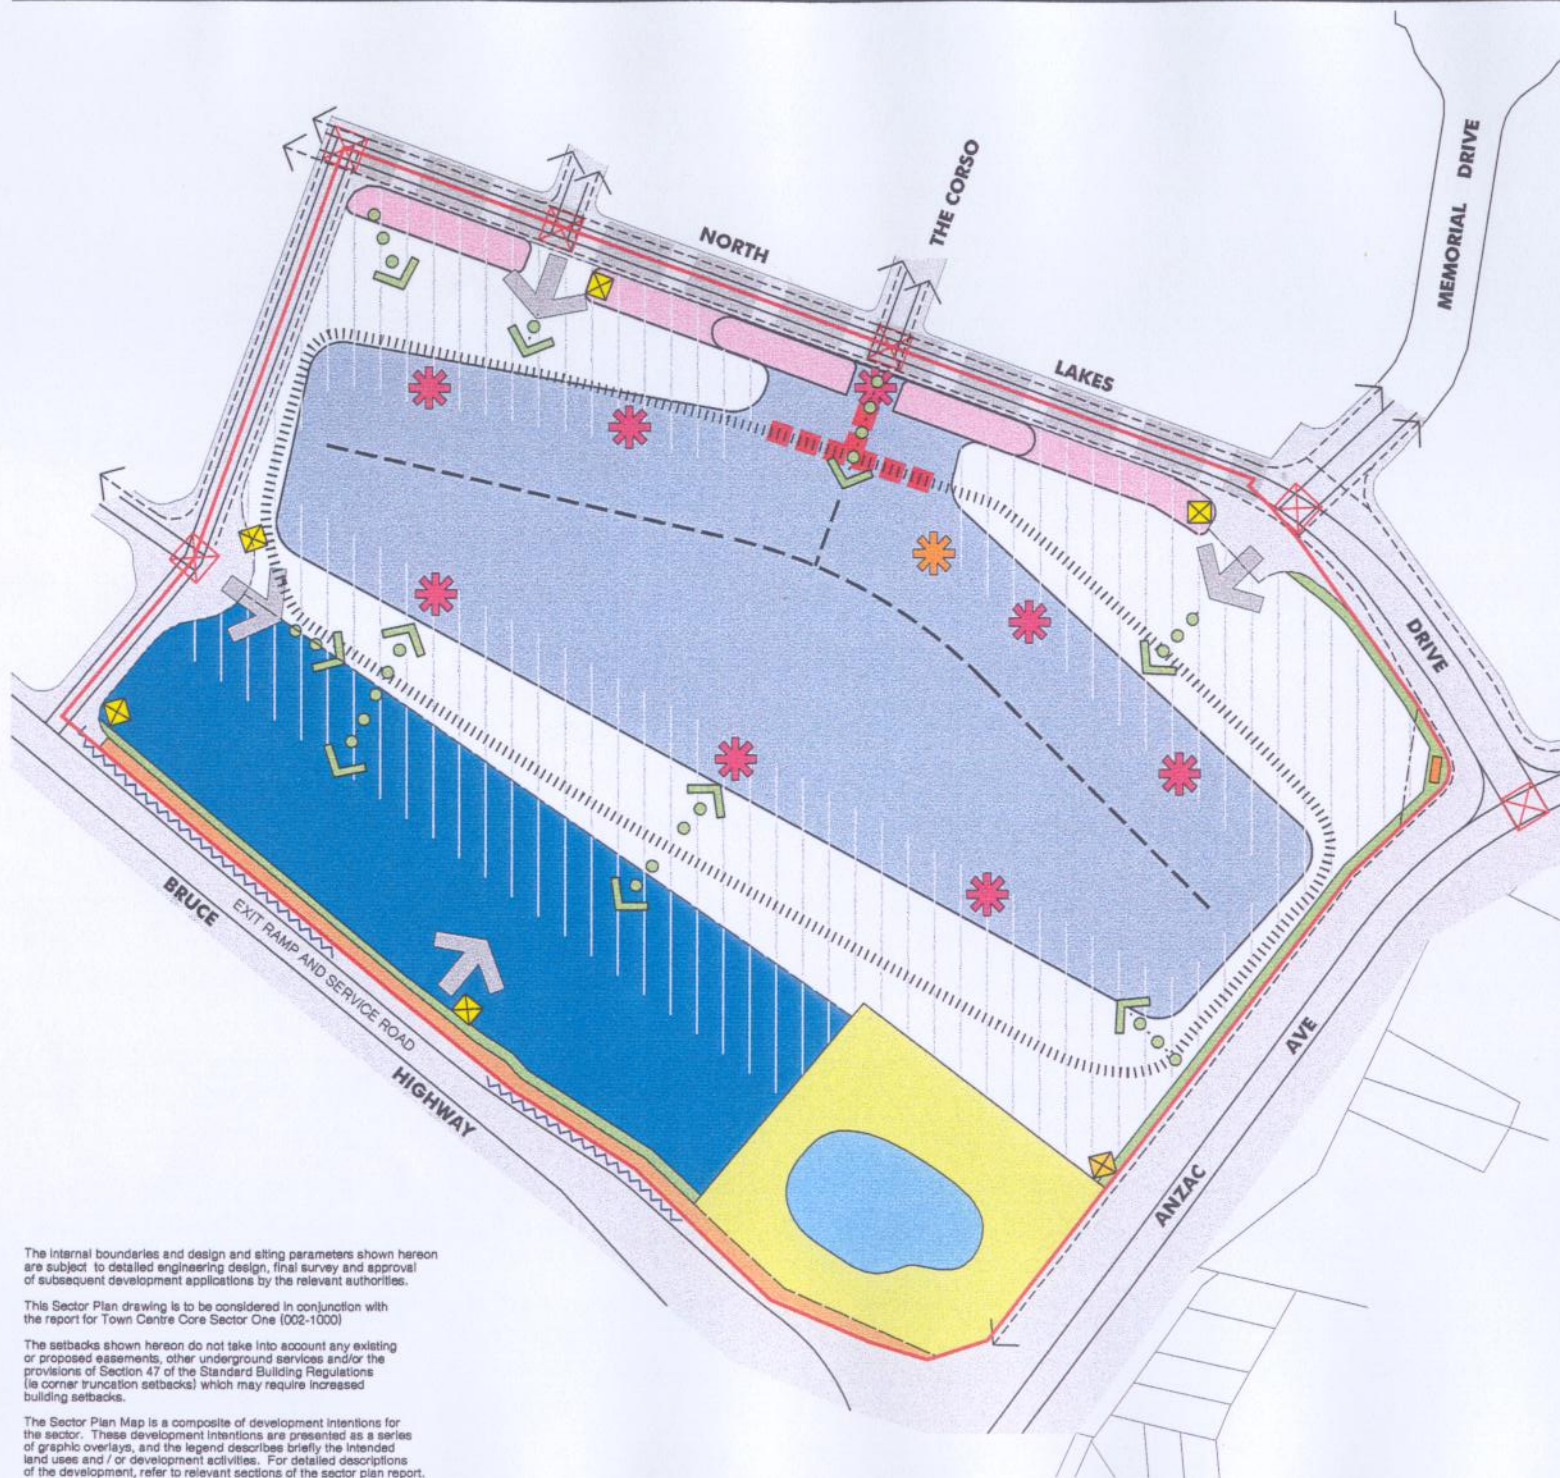 MEMORIAL DRIVE
THE CORSO
NORTH
LAKES
DRIVE
BRUCE
EXIT RAMP AND SERVICE ROAD
HIGHWAY
AVE
ANZAC
The internal boundaries and design and siting parameters shown hereon
are subject to detailed engineering design, final survey and approval
of subsequent development applications by the relevant authorities.
This Sector Plan drawing is to be considered in conjunction with
the report for Town Centre Core Sector One (002-1000)
The setbacks shown hereon do not take into account any existing
or proposed easements, other underground services and/or the
provisions of Section 47 of the Standard Building Regulations
(ie corner truncation setbacks) which may require increased
building setbacks.
The Sector Plan Map is a composite of development intentions for
the sector. These development intentions are presented as a series
of graphic overlays, and the legend describes briefly the intended
land uses and / or development activities. For detailed descriptions
of the development, refer to relevant sections of the sector plan report.